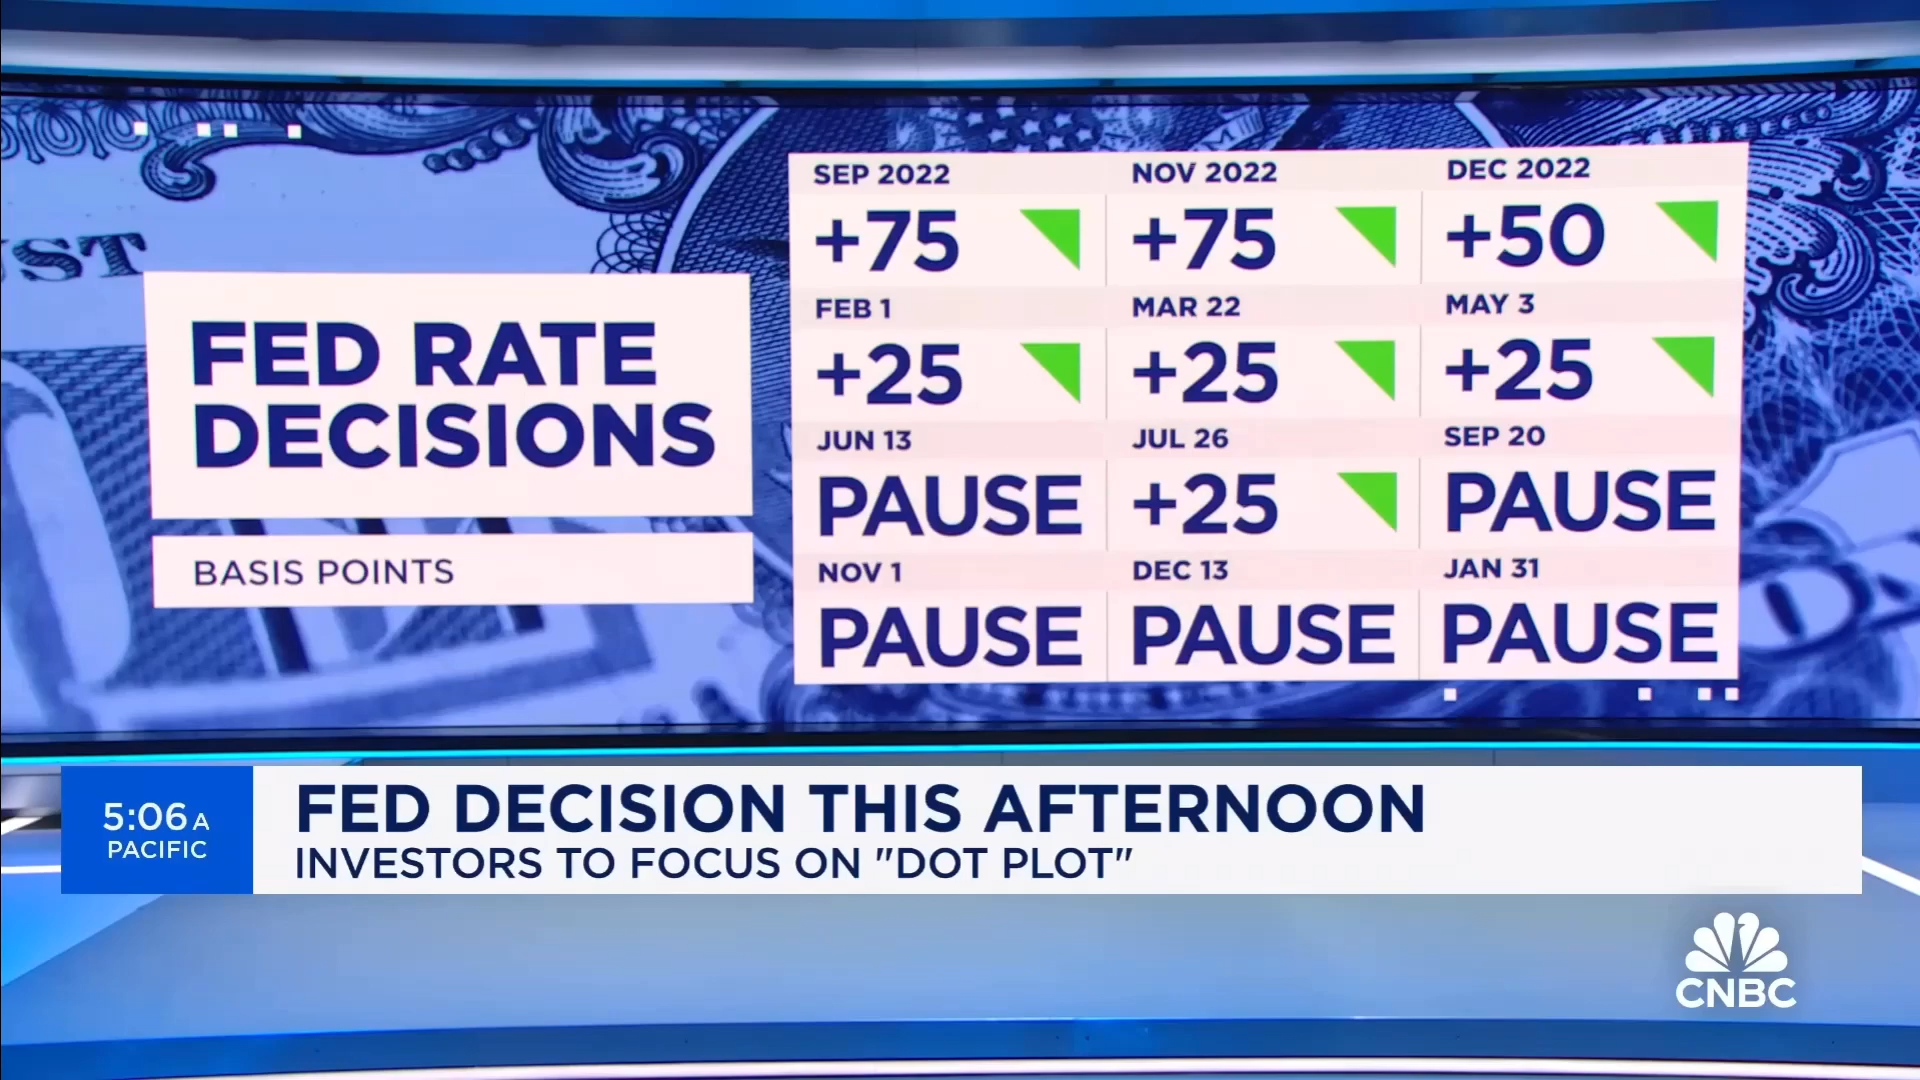 UST
FED RATE
DECISIONS
BASIS POINTS
SEP 2022 NOV 2022 DEC 2022
+75 +75 +50
FEB 1 MAR 22 MAY 3
+25 +25 +25
JUN 13 JUL 26 SEP 20
PAUSE +25 PAUSE
NOV 1 DEC 13 JAN 31
PAUSE PAUSE PAUSE
5:06 A
PACIFIC
FED DECISION THIS AFTERNOON
INVESTORS TO FOCUS ON "DOT PLOT"
CNBC